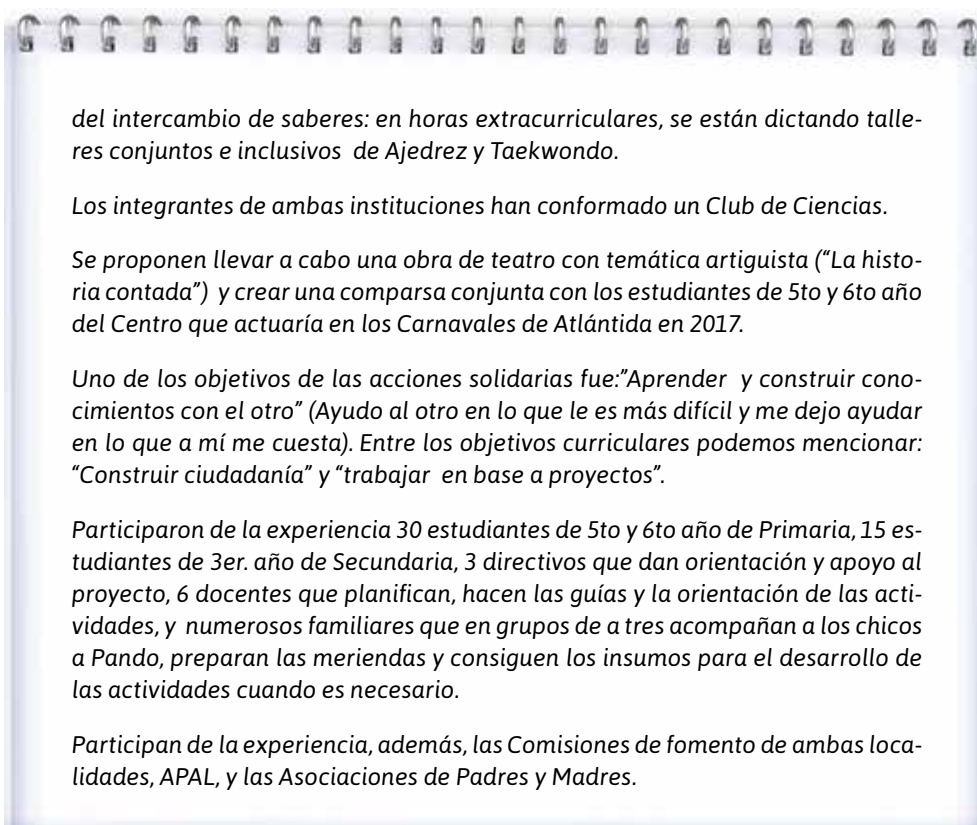 del intercambio de saberes: en horas extracurriculares, se están dictando talle-
res conjuntos e inclusivos  de Ajedrez y Taekwondo.
Los integrantes de ambas instituciones han conformado un Club de Ciencias.
Se proponen llevar a cabo una obra de teatro con temática artiguista (“La histo-
ria contada”)  y crear una comparsa conjunta con los estudiantes de 5to y 6to año
del Centro que actuaría en los Carnavales de Atlántida en 2017.
Uno de los objetivos de las acciones solidarias fue:”Aprender  y construir cono-
cimientos con el otro” (Ayudo al otro en lo que le es más difícil y me dejo ayudar
en lo que a mí me cuesta). Entre los objetivos curriculares podemos mencionar:
“Construir ciudadanía” y “trabajar  en base a proyectos”.
Participaron de la experiencia 30 estudiantes de 5to y 6to año de Primaria, 15 es-
tudiantes de 3er. año de Secundaria, 3 directivos que dan orientación y apoyo al
proyecto, 6 docentes que planifican, hacen las guías y la orientación de las acti-
vidades, y  numerosos familiares que en grupos de a tres acompañan a los chicos
a Pando, preparan las meriendas y consiguen los insumos para el desarrollo de
las actividades cuando es necesario.
Participan de la experiencia, además, las Comisiones de fomento de ambas loca-
lidades, APAL, y las Asociaciones de Padres y Madres.